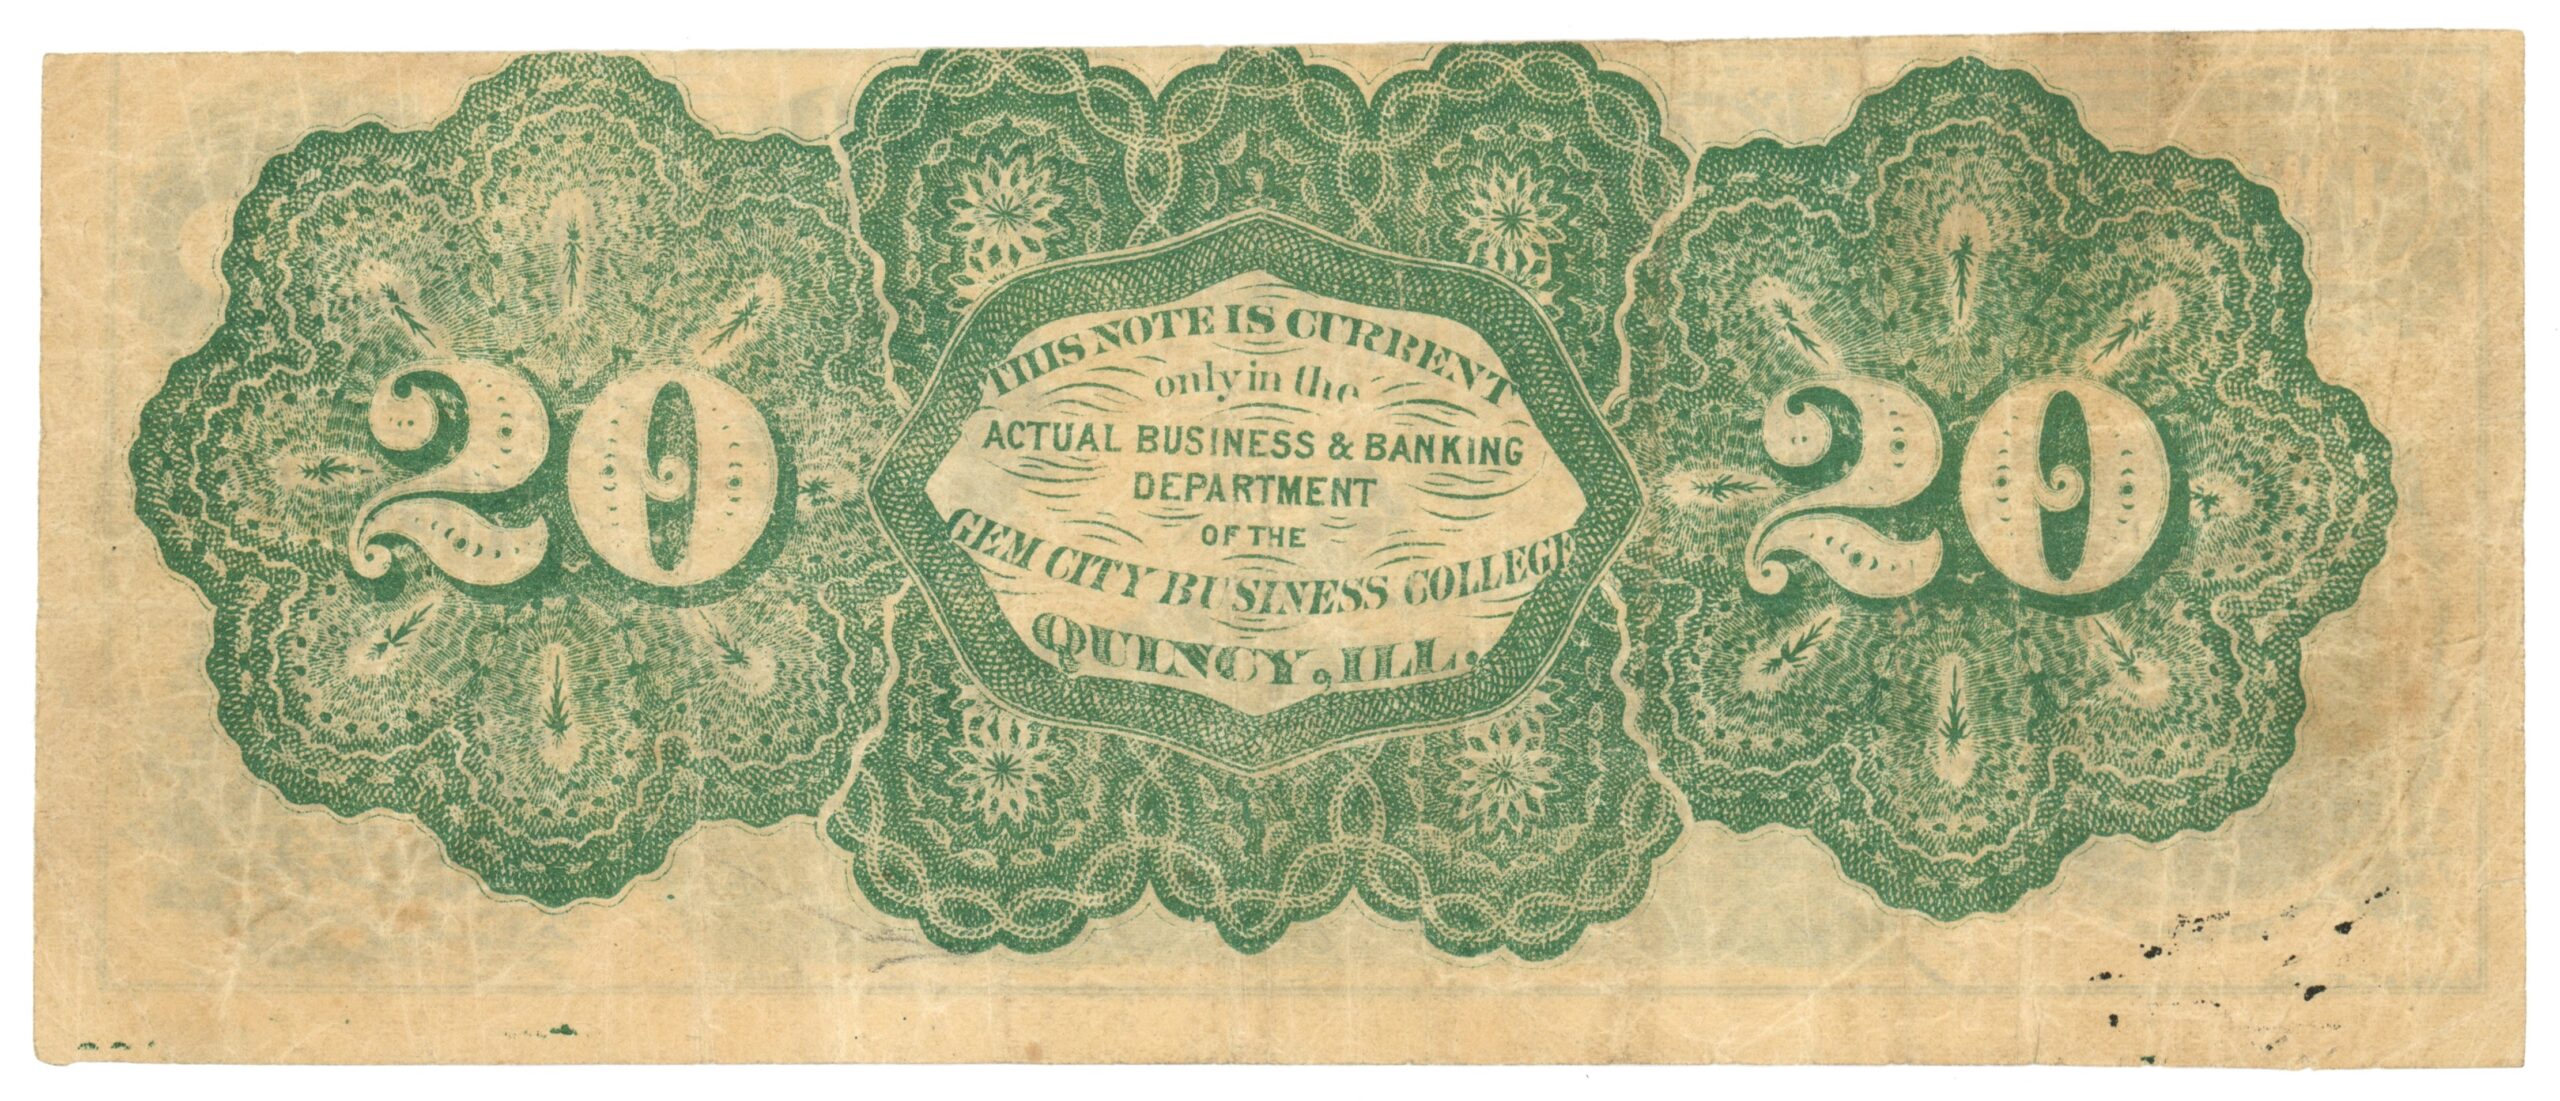 20
THIS NOTE IS CURRENT
only in the
ACTUAL BUSINESS & BANKING
DEPARTMENT
OF THE
GEM CITY BUSINESS COLLEGE
QUINCY, ILL.
20